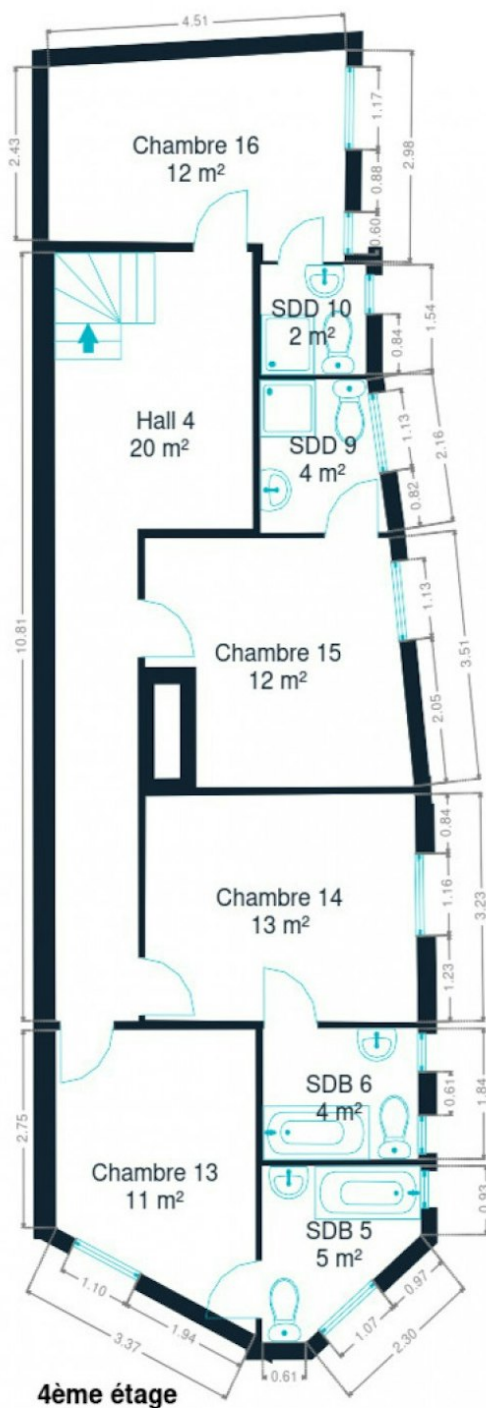 4.51
2.43
1.17
2.98
0.88
0.60
Chambre 16
12 m²
SDD 10
2 m²
1.54
0.84
Hall 4
20 m²
SDD 9
4 m²
1.13
2.16
0.82
10.81
Chambre 15
12 m²
1.13
3.51
2.05
Chambre 14
13 m²
0.84
1.16
3.23
1.23
SDB 6
4 m²
0.61
1.84
2.75
Chambre 13
11 m²
SDB 5
5 m²
0.93
1.10
1.94
3.37
0.97
1.07
2.30
0.61
4ème étage